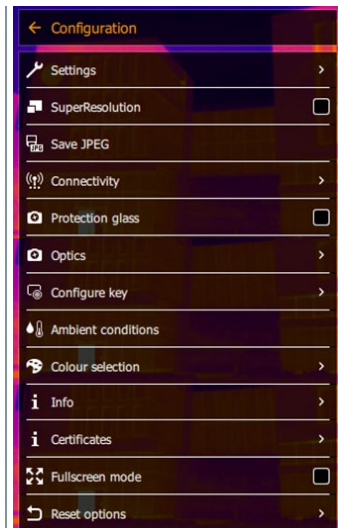 Configuration
Settings
SuperResolution
JPG
Save JPEG
Connectivity
Protection glass
Optics
Configure key
Ambient conditions
Colour selection
Info
Certificates
Fullscreen mode
Reset options